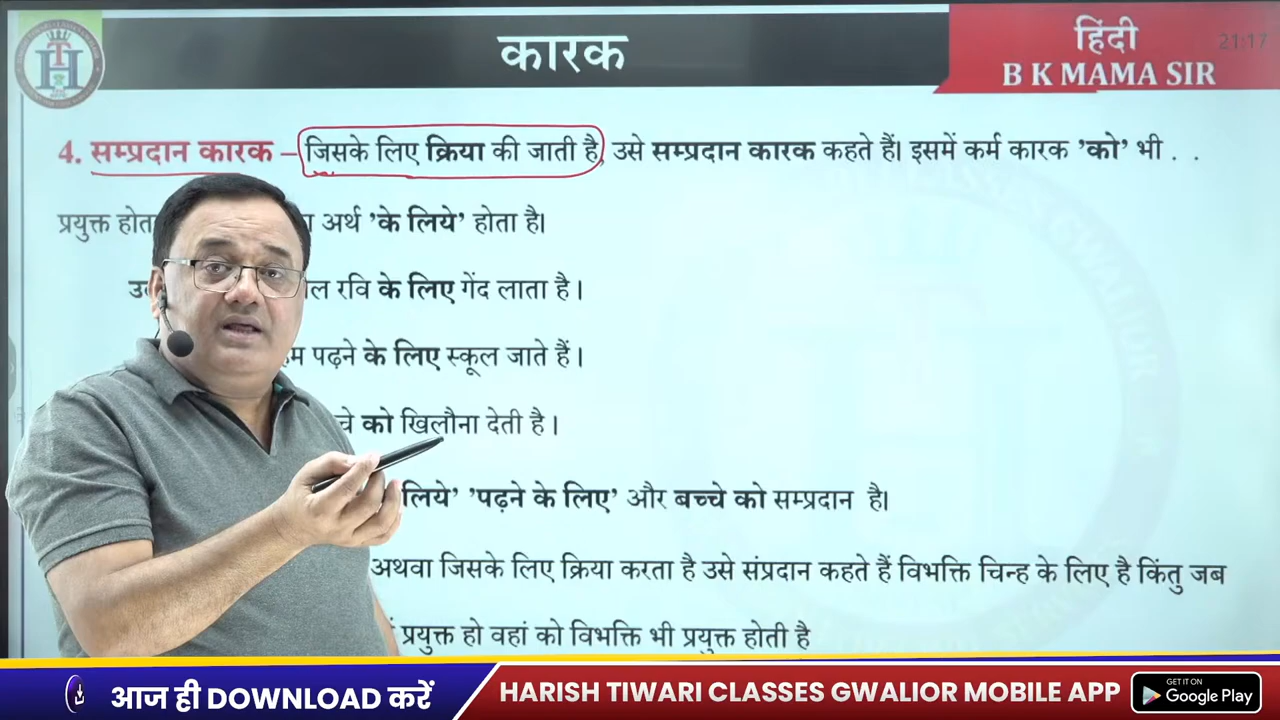 कारक
हिंदी
B K MAMA SIR
21:17
4. सम्प्रदान कारक – जिसके लिए क्रिया की जाती है, उसे सम्प्रदान कारक कहते हैं। इसमें कर्म कारक ’को’ भी . .
प्रयुक्त अर्थ ’के लिये’ होता है।
रवि के लिए गेंद लाता है ।
पढ़ने के लिए स्कूल जाते हैं ।
को खिलौना देती है ।
लिये’ ’पढ़ने के लिए’ और बच्चे को सम्प्रदान है।
अथवा जिसके लिए क्रिया करता है उसे संप्रदान कहते हैं विभक्ति चिन्ह के लिए है किंतु जब
प्रयुक्त हो वहां को विभक्ति भी प्रयुक्त होती है
आज ही DOWNLOAD करें
HARISH TIWARI CLASSES GWALIOR MOBILE APP
GET IT ON
Google Play